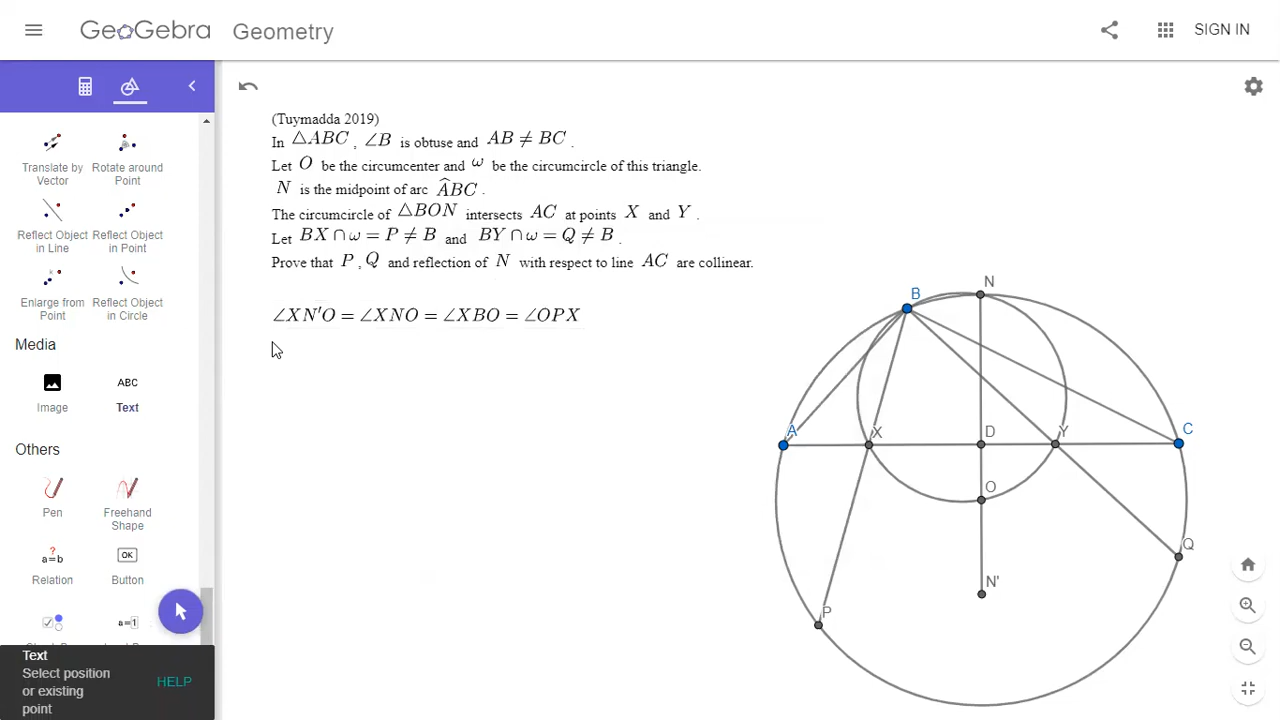 GeoGebra Geometry SIGN IN
(Tuymadda 2019)
In △ABC , ∠B is obtuse and AB ≠ BC .
Let O be the circumcenter and ω be the circumcircle of this triangle.
N is the midpoint of arc A͡BC .
The circumcircle of △BON intersects AC at points X and Y .
Let BX ∩ ω = P ≠ B and BY ∩ ω = Q ≠ B .
Prove that P , Q and reflection of N with respect to line AC are collinear.
∠XN′O = ∠XNO = ∠XBO = ∠OPX
Translate by Vector
Rotate around Point
Reflect Object in Line
Reflect Object in Point
Enlarge from Point
Reflect Object in Circle
Media
Image
ABC
Text
Others
Pen
Freehand Shape
a=b
Relation
OK
Button
a=1
Text
Select position or existing point
HELP
B
N
A
X
D
Y
C
O
Q
N'
P